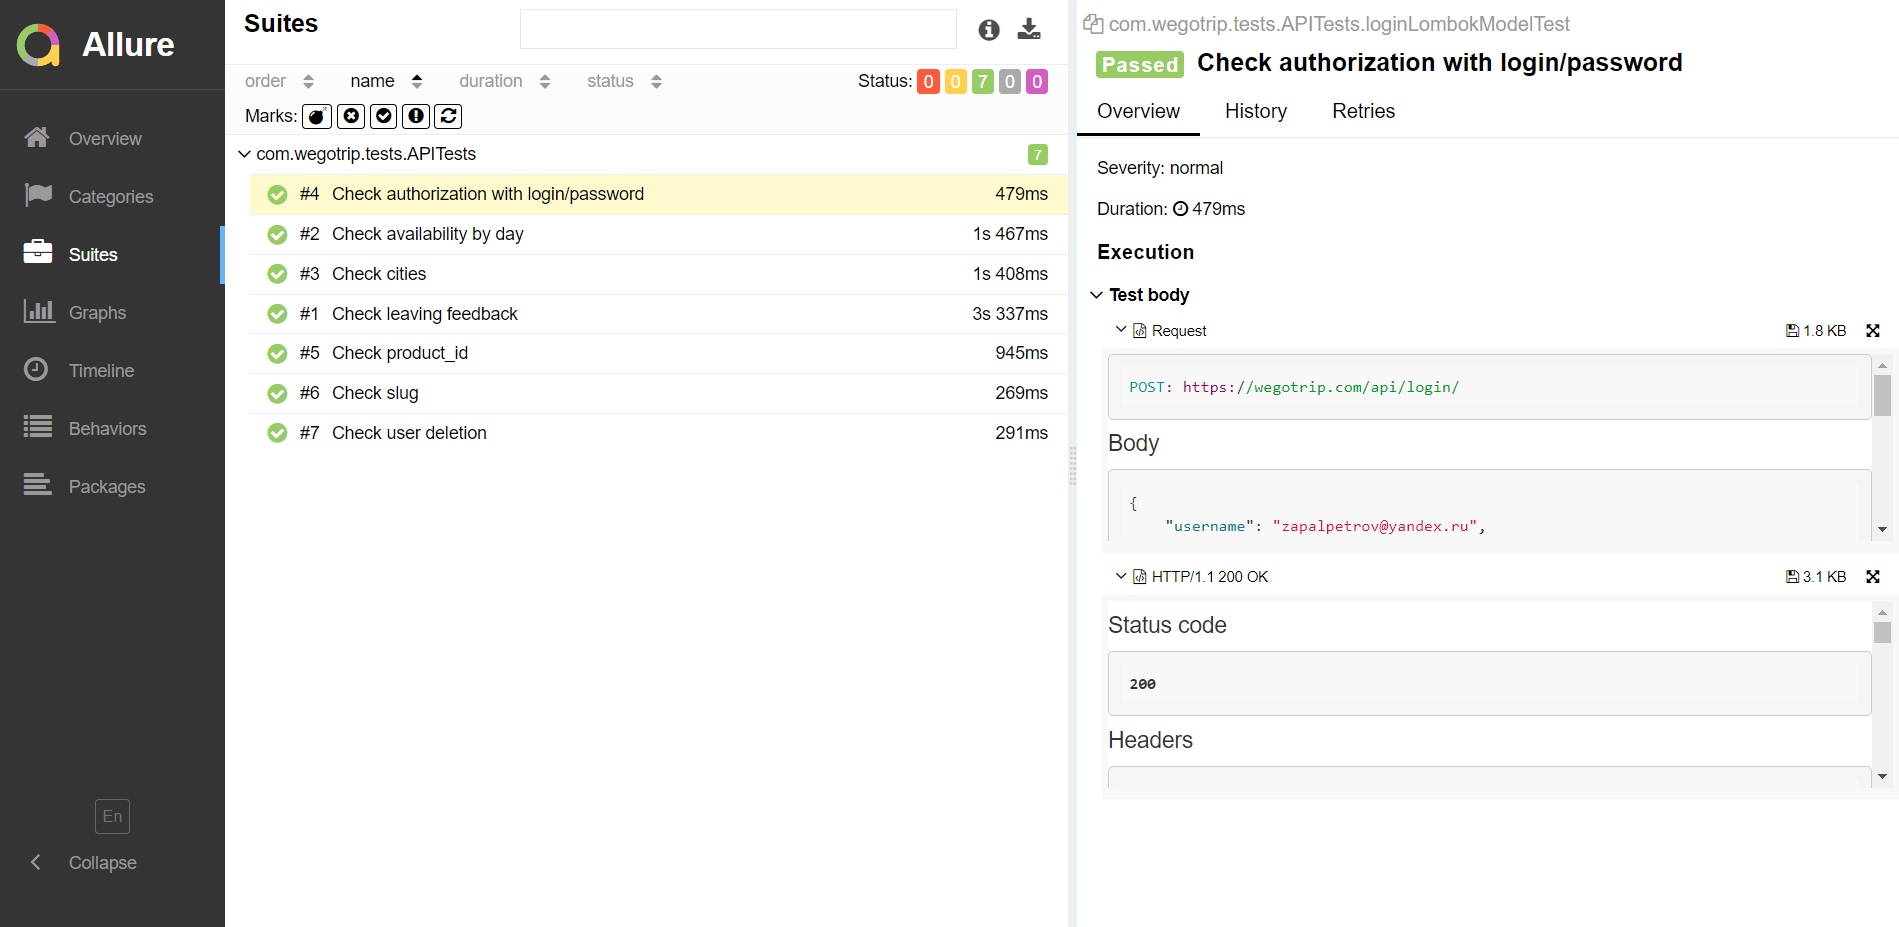 Allure
Overview
Categories
Suites
Graphs
Timeline
Behaviors
Packages
En
Collapse
Suites
order name duration status Status: 0 0 7 0 0
Marks:
com.wegotrip.tests.APITests 7
#4 Check authorization with login/password 479ms
#2 Check availability by day 1s 467ms
#3 Check cities 1s 408ms
#1 Check leaving feedback 3s 337ms
#5 Check product_id 945ms
#6 Check slug 269ms
#7 Check user deletion 291ms
com.wegotrip.tests.APITests.loginLombokModelTest
Passed Check authorization with login/password
Overview History Retries
Severity: normal
Duration: 479ms
Execution
Test body
Request 1.8 KB
POST: https://wegotrip.com/api/login/
Body
{
"username": "zapalpetrov@yandex.ru",
HTTP/1.1 200 OK 3.1 KB
Status code
200
Headers